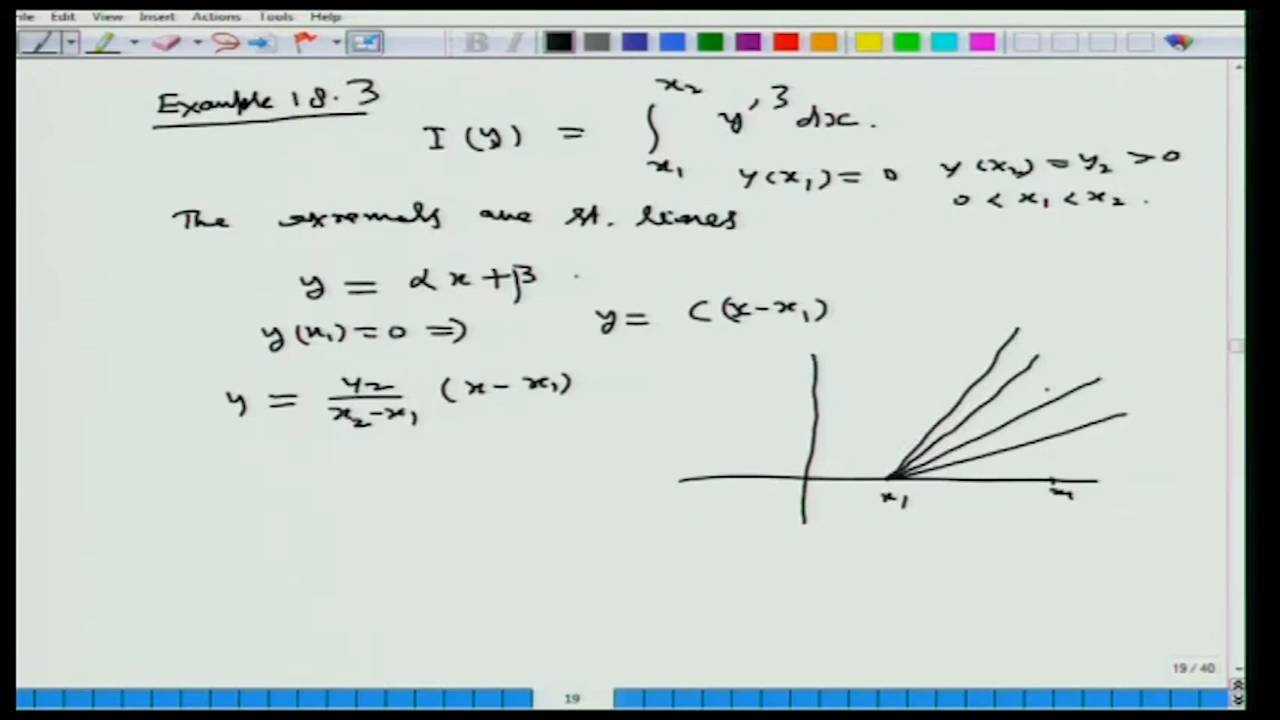 File Edit View Insert Actions Tools Help
Example 18.3
I(y) = ∫_{x_1}^{x_2} y'^3 dx.
y(x_1) = 0 y(x_2) = y_2 > 0
0 < x_1 < x_2.
The exremals are st. lines
y = αx + β.
y(x_1) = 0 ⇒ y = C(x - x_1)
y = \frac{y_2}{x_2 - x_1} (x - x_1)
x_1
19 / 40
19